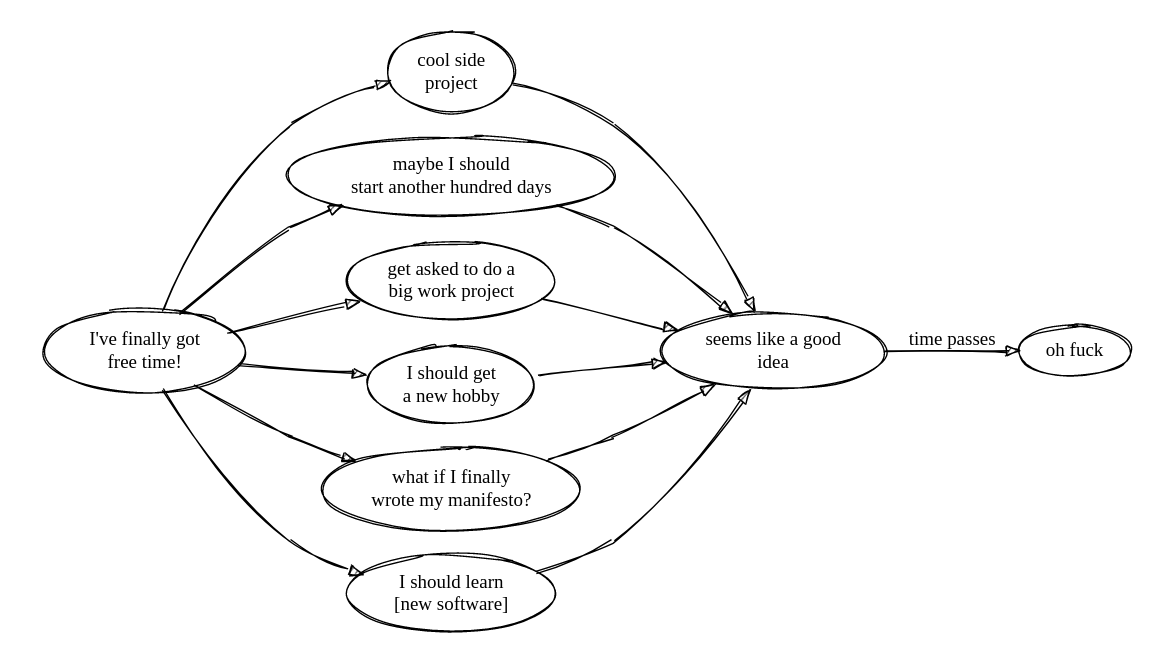 cool side
project
maybe I should
start another hundred days
get asked to do a
big work project
I've finally got
free time!
I should get
a new hobby
what if I finally
wrote my manifesto?
I should learn
[new software]
seems like a good
idea
time passes
oh fuck